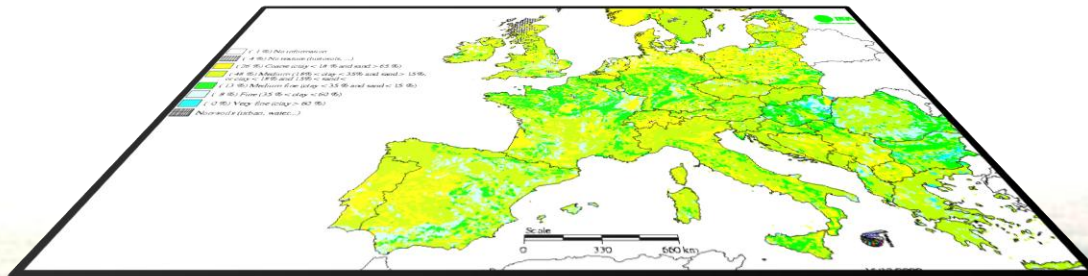 ( 1 %) No information
( 4 %) No texture (histosols, ...)
( 26 %) Coarse (clay < 18 % and sand > 65 %)
( 48 %) Medium (18% < clay < 35% and sand > 15%,
or clay < 18% and 15% < sand <
( 13 %) Medium fine (clay < 35 % and sand < 15 %)
( 8 %) Fine (35 % < clay < 60 %)
( 0 %) Very fine (clay > 60 %)
No soils (urban, water...)
Scale
0 330 660 km